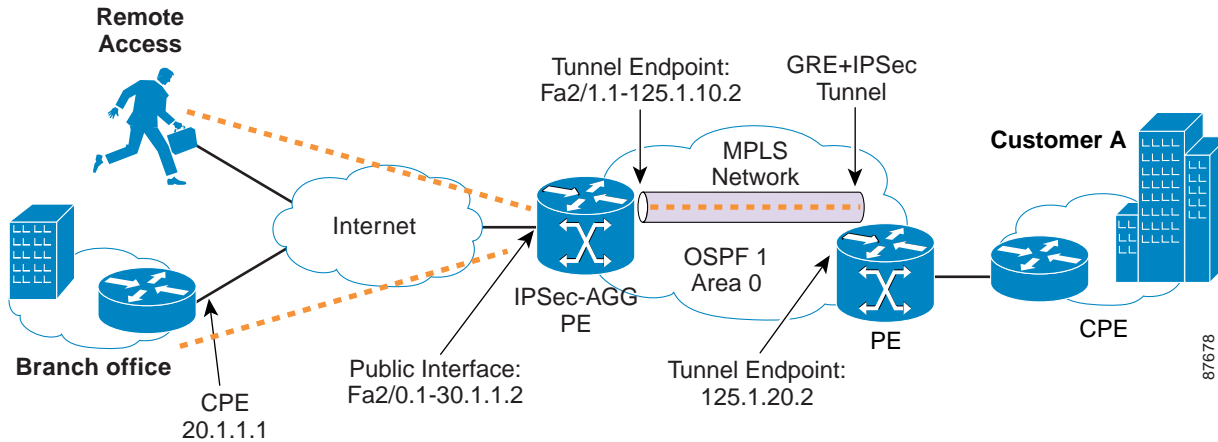 Remote
Access
Tunnel Endpoint:
Fa2/1.1-125.1.10.2
GRE+IPSec
Tunnel
Customer A
MPLS
Network
Internet
OSPF 1
Area 0
IPSec-AGG
PE
PE
CPE
Branch office
Public Interface:
Fa2/0.1-30.1.1.2
Tunnel Endpoint:
125.1.20.2
CPE
20.1.1.1
87678